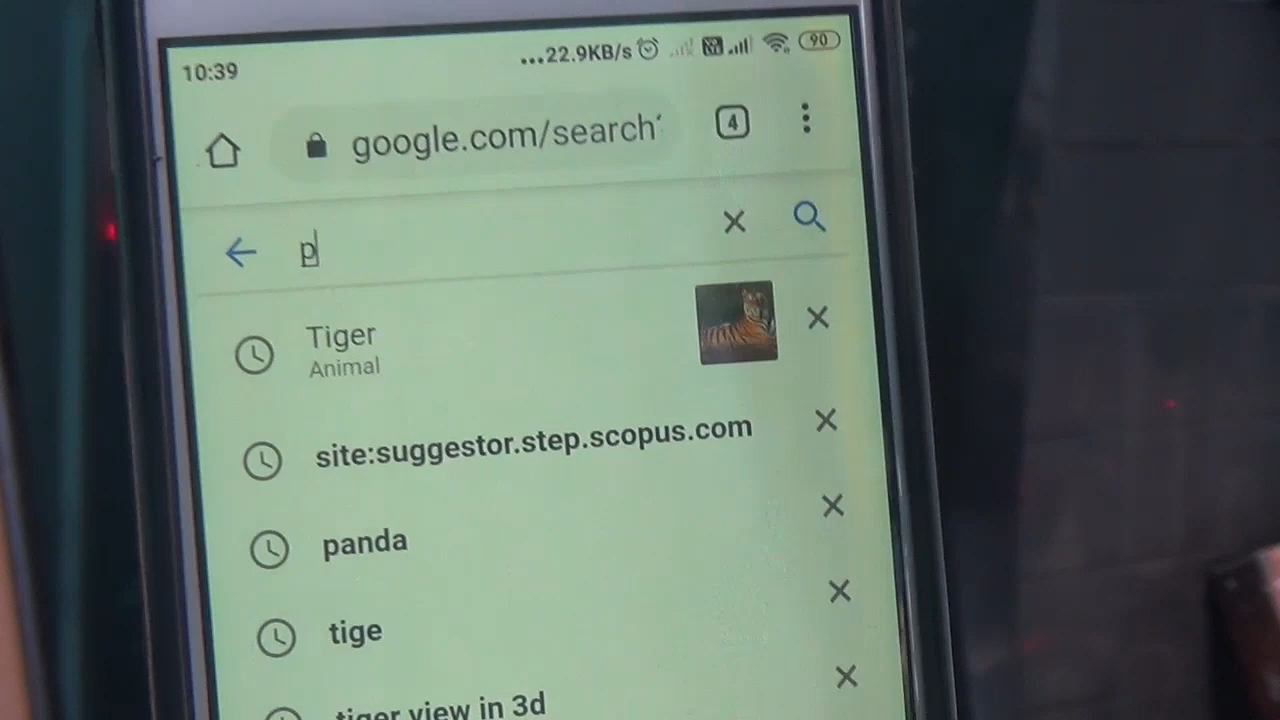 10:39 ...22.9KB/s 90
google.com/search? 4
p
Tiger
Animal
site:suggestor.step.scopus.com
panda
tige
tiger view in 3d